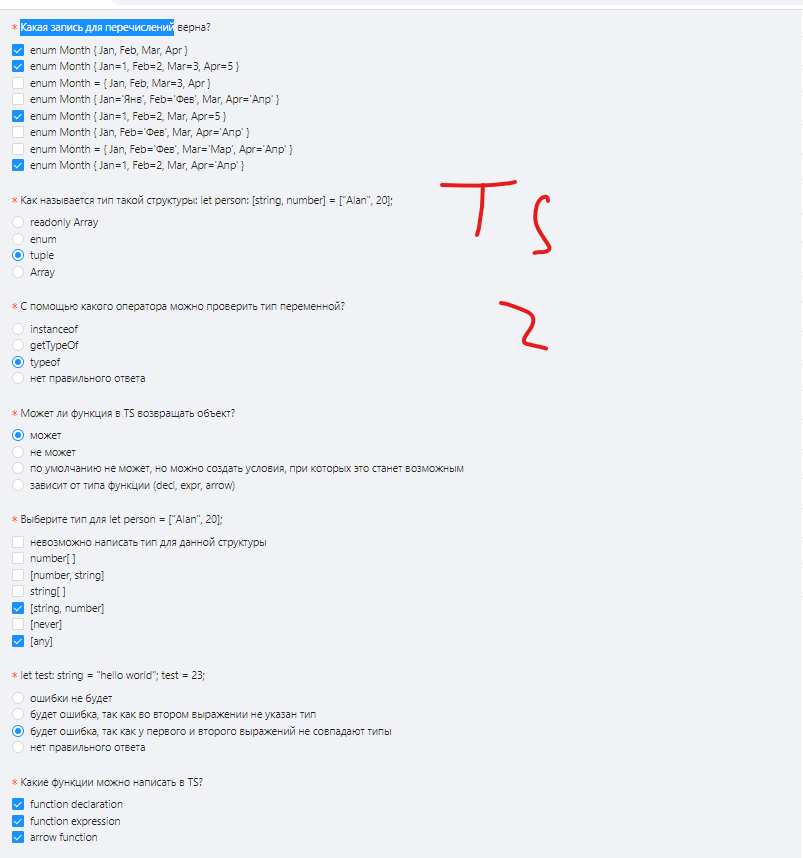 * Какая запись для перечислений верна?
enum Month { Jan, Feb, Mar, Apr }
enum Month { Jan=1, Feb=2, Mar=3, Apr=5 }
enum Month = { Jan, Feb, Mar=3, Apr }
enum Month { Jan='Янв', Feb='Фев', Mar, Apr='Апр' }
enum Month { Jan=1, Feb=2, Mar, Apr=5 }
enum Month { Jan, Feb='Фев', Mar, Apr='Апр' }
enum Month = { Jan, Feb='Фев', Mar='Мар', Apr='Апр' }
enum Month { Jan=1, Feb=2, Mar, Apr='Апр' }
* Как называется тип такой структуры: let person: [string, number] = ["Alan", 20];
TS
readonly Array
enum
tuple
Array
* С помощью какого оператора можно проверить тип переменной?
2
instanceof
getTypeOf
typeof
нет правильного ответа
* Может ли функция в TS возвращать объект?
может
не может
по умолчанию не может, но можно создать условия, при которых это станет возможным
зависит от типа функции (decl, expr, arrow)
* Выберите тип для let person = ["Alan", 20];
невозможно написать тип для данной структуры
number[ ]
[number, string]
string[ ]
[string, number]
[never]
[any]
* let test: string = "hello world"; test = 23;
ошибки не будет
будет ошибка, так как во втором выражении не указан тип
будет ошибка, так как у первого и второго выражений не совпадают типы
нет правильного ответа
* Какие функции можно написать в TS?
function declaration
function expression
arrow function